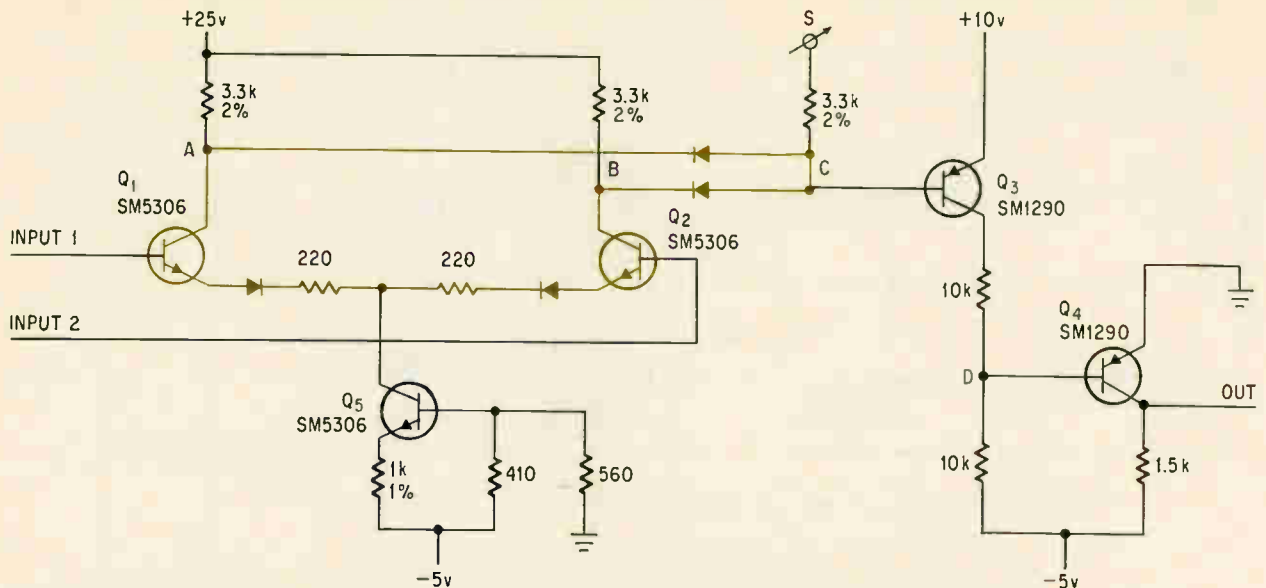 +25v
S
+10v
3.3k
2%
3.3k
2%
3.3k
2%
A
B
C
Q1
SM5306
Q2
SM5306
Q3
SM1290
INPUT 1
220
220
10k
INPUT 2
Q4
SM1290
D
OUT
Q5
SM5306
1k
1%
410
560
10k
1.5k
-5v
-5v